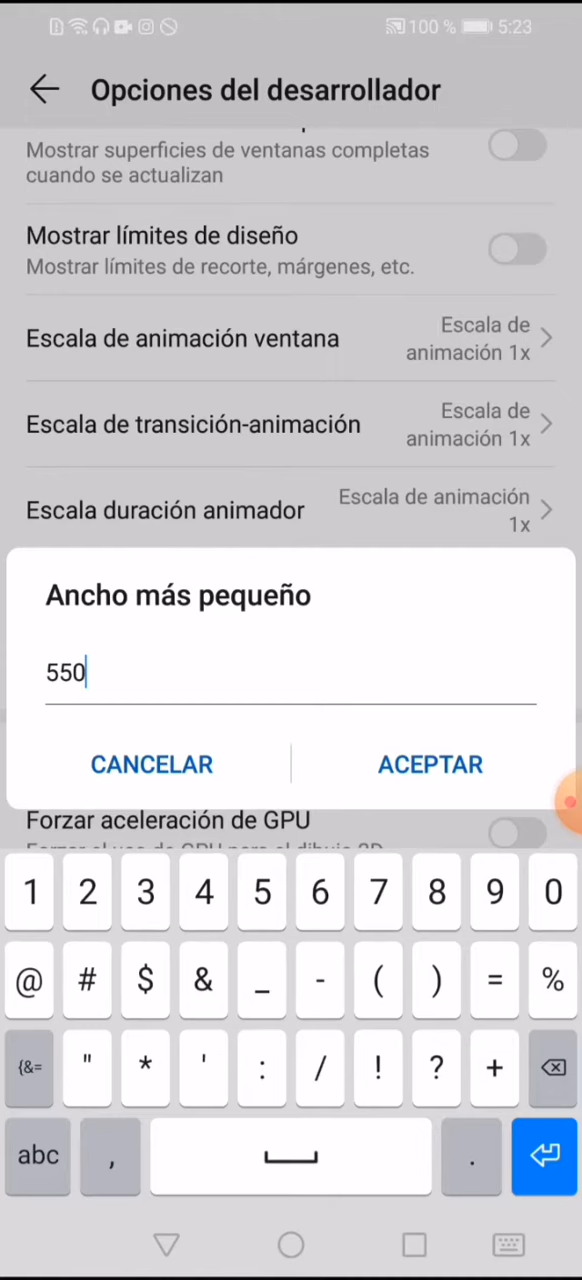 100 % 5:23
Opciones del desarrollador
Mostrar superficies de ventanas completas
cuando se actualizan
Mostrar límites de diseño
Mostrar límites de recorte, márgenes, etc.
Escala de animación ventana
Escala de
animación 1x
Escala de transición-animación
Escala de
animación 1x
Escala duración animador
Escala de animación
1x
Ancho más pequeño
550
CANCELAR ACEPTAR
Forzar aceleración de GPU
1 2 3 4 5 6 7 8 9 0
@ # $ & _ - ( ) = %
{&= " * ' : / ! ? +
abc , .